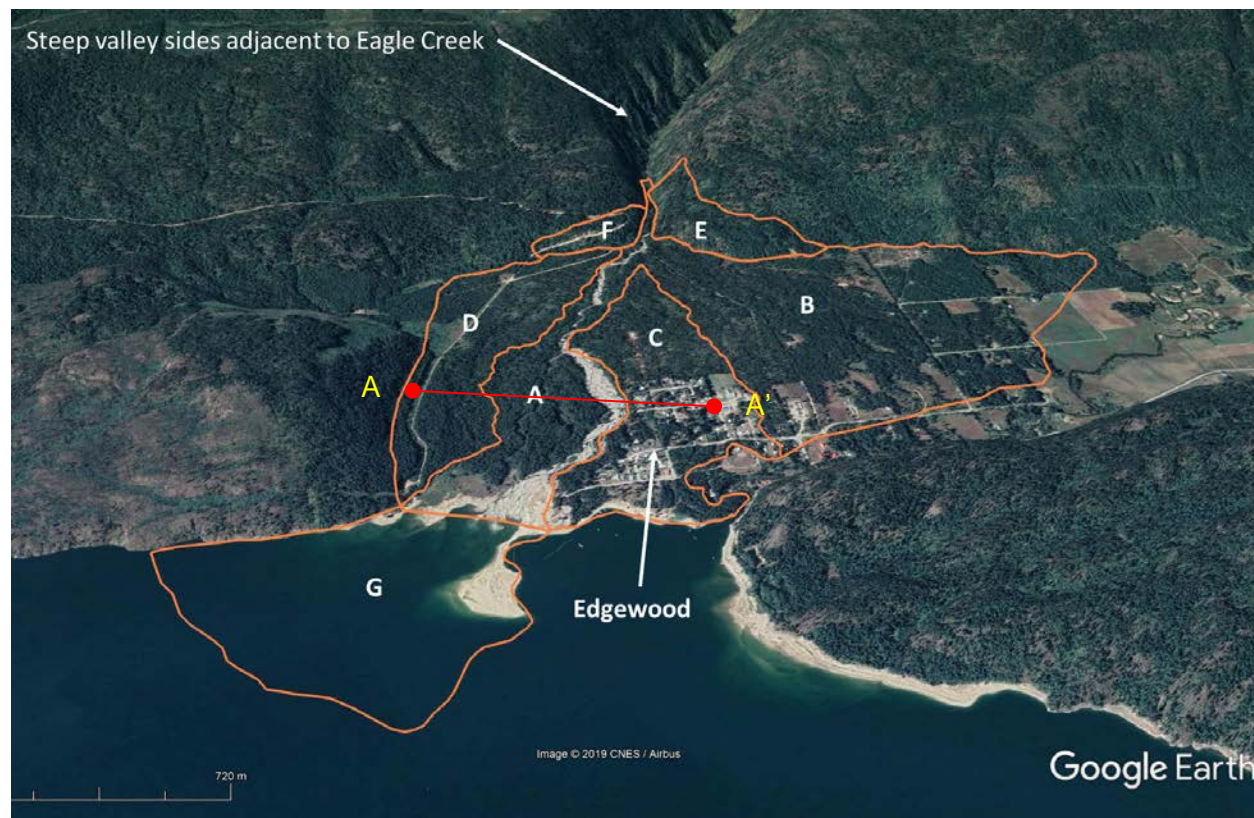 Steep valley sides adjacent to Eagle Creek
F
E
B
D
C
A
A
A'
Edgewood
G
Image © 2019 CNES / Airbus
720 m
Google Earth